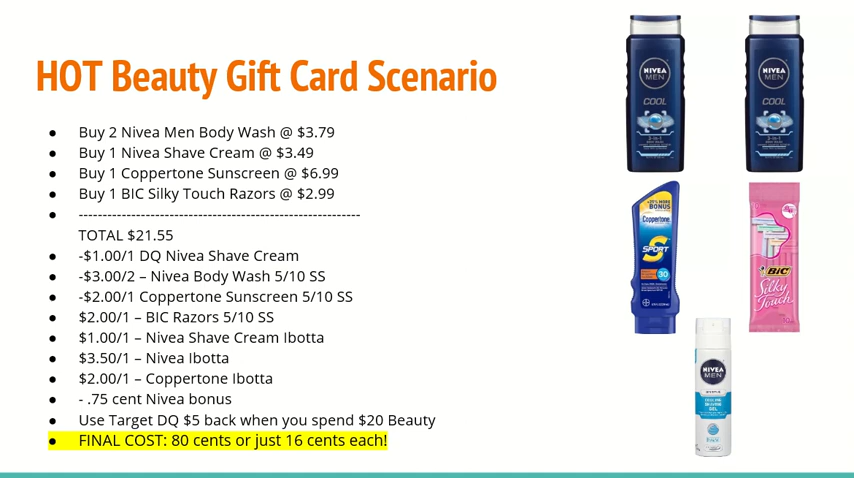 HOT Beauty Gift Card Scenario
● Buy 2 Nivea Men Body Wash @ $3.79
● Buy 1 Nivea Shave Cream @ $3.49
● Buy 1 Coppertone Sunscreen @ $6.99
● Buy 1 BIC Silky Touch Razors @ $2.99
● -----------------------------------------------------------
TOTAL $21.55
● -$1.00/1 DQ Nivea Shave Cream
● -$3.00/2 – Nivea Body Wash 5/10 SS
● -$2.00/1 Coppertone Sunscreen 5/10 SS
● $2.00/1 – BIC Razors 5/10 SS
● $1.00/1 – Nivea Shave Cream Ibotta
● $3.50/1 – Nivea Ibotta
● $2.00/1 – Coppertone Ibotta
● - .75 cent Nivea bonus
● Use Target DQ $5 back when you spend $20 Beauty
● FINAL COST: 80 cents or just 16 cents each!
NIVEA
MEN
COOL
NIVEA
MEN
COOL
BONUS
Coppertone
SPORT
30
BIC
Silky
Touch
NIVEA
MEN